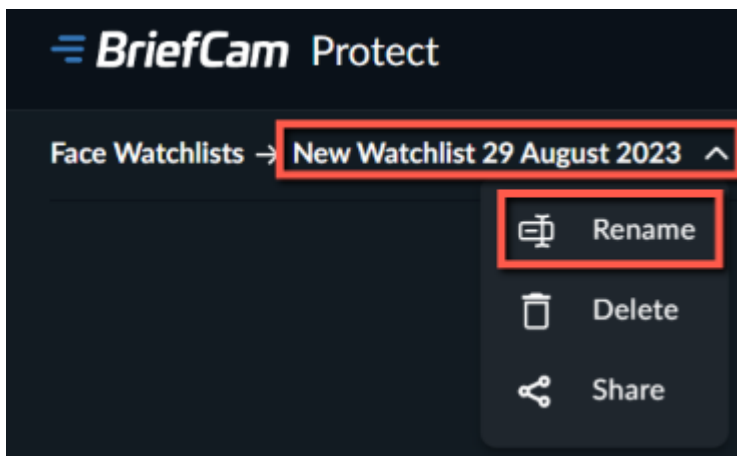 BriefCam Protect
Face Watchlists → New Watchlist 29 August 2023
Rename
Delete
Share